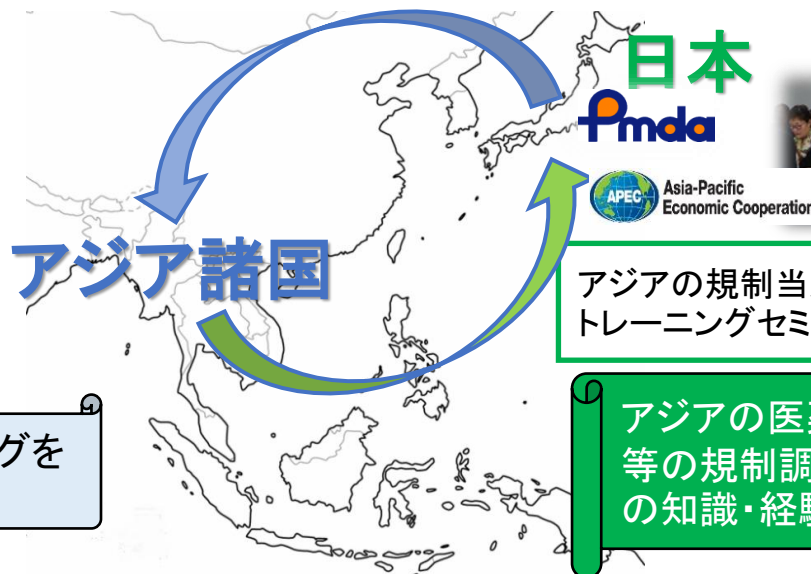 日本
Pmda
APEC
Asia-Pacific
Economic Cooperation
アジア諸国
アジアの規制当
トレーニングセミ
グを
アジアの医薬
等の規制調
の知識・経験